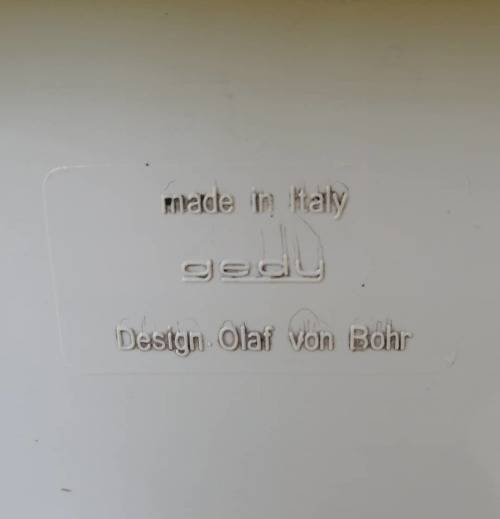 made in Italy
gedy
Design Olaf von Bohr